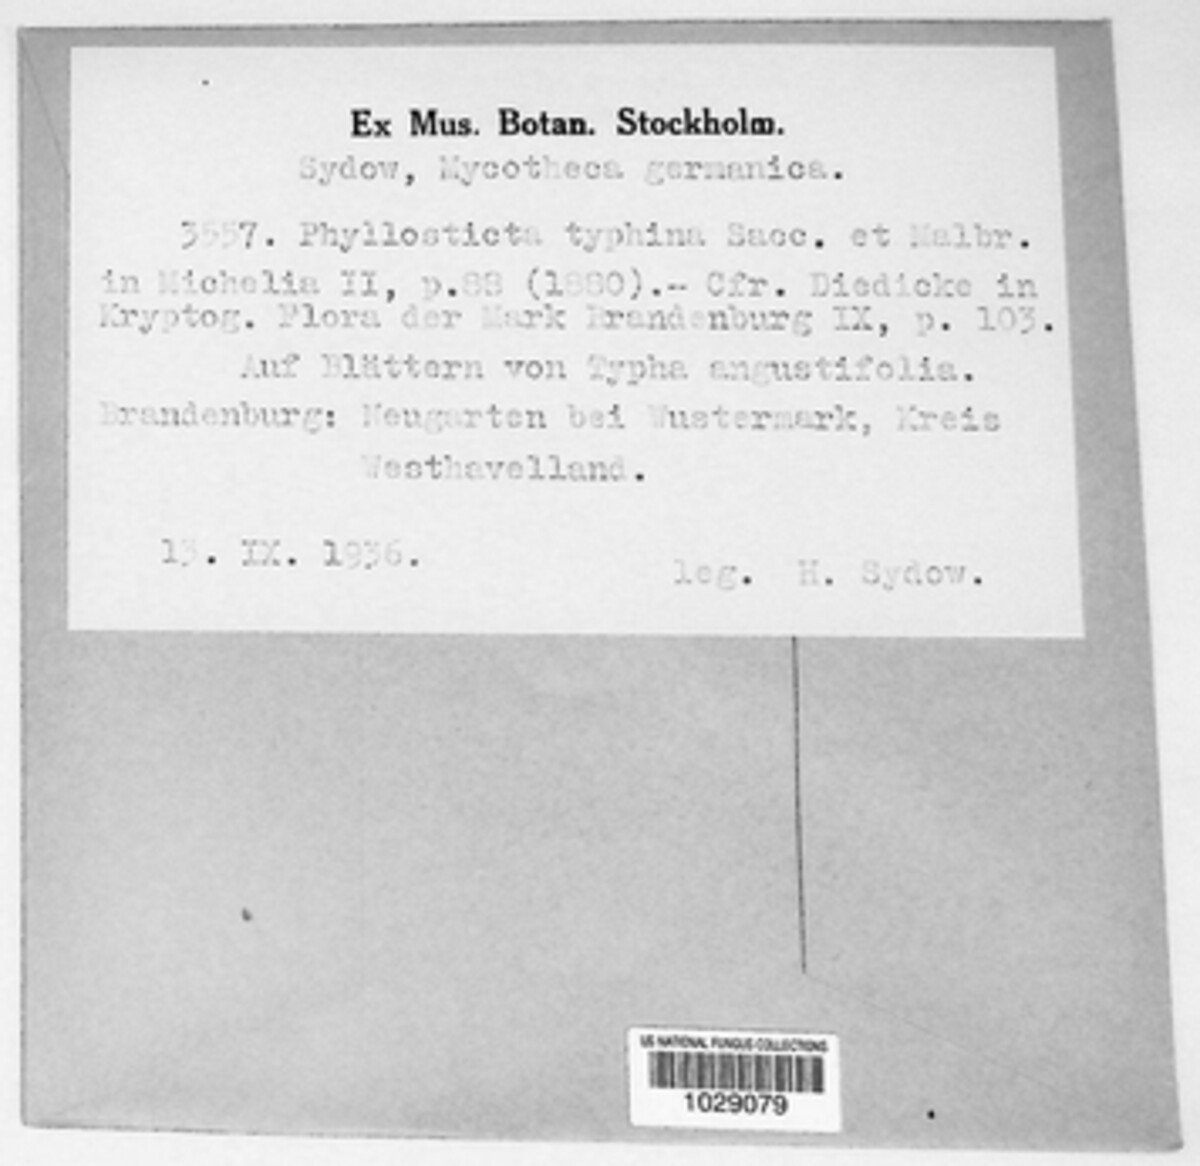 Ex Mus. Botan. Stockholm.
Sydow, Mycotheca germanica.
3557. Phyllosticta typhina Sacc. et Malbr.
in Michelia II, p.88 (1880).- Cfr. Diedicke in
Kryptog. Flora der Mark Brandenburg IX, p. 103.
Auf Blättern von Typha angustifolia.
Brandenburg: Neugarten bei Wustermark, Kreis
Westhavelland.
13. IX. 1936.
leg. H. Sydow.
US NATIONAL FUNGUS COLLECTIONS
1029079